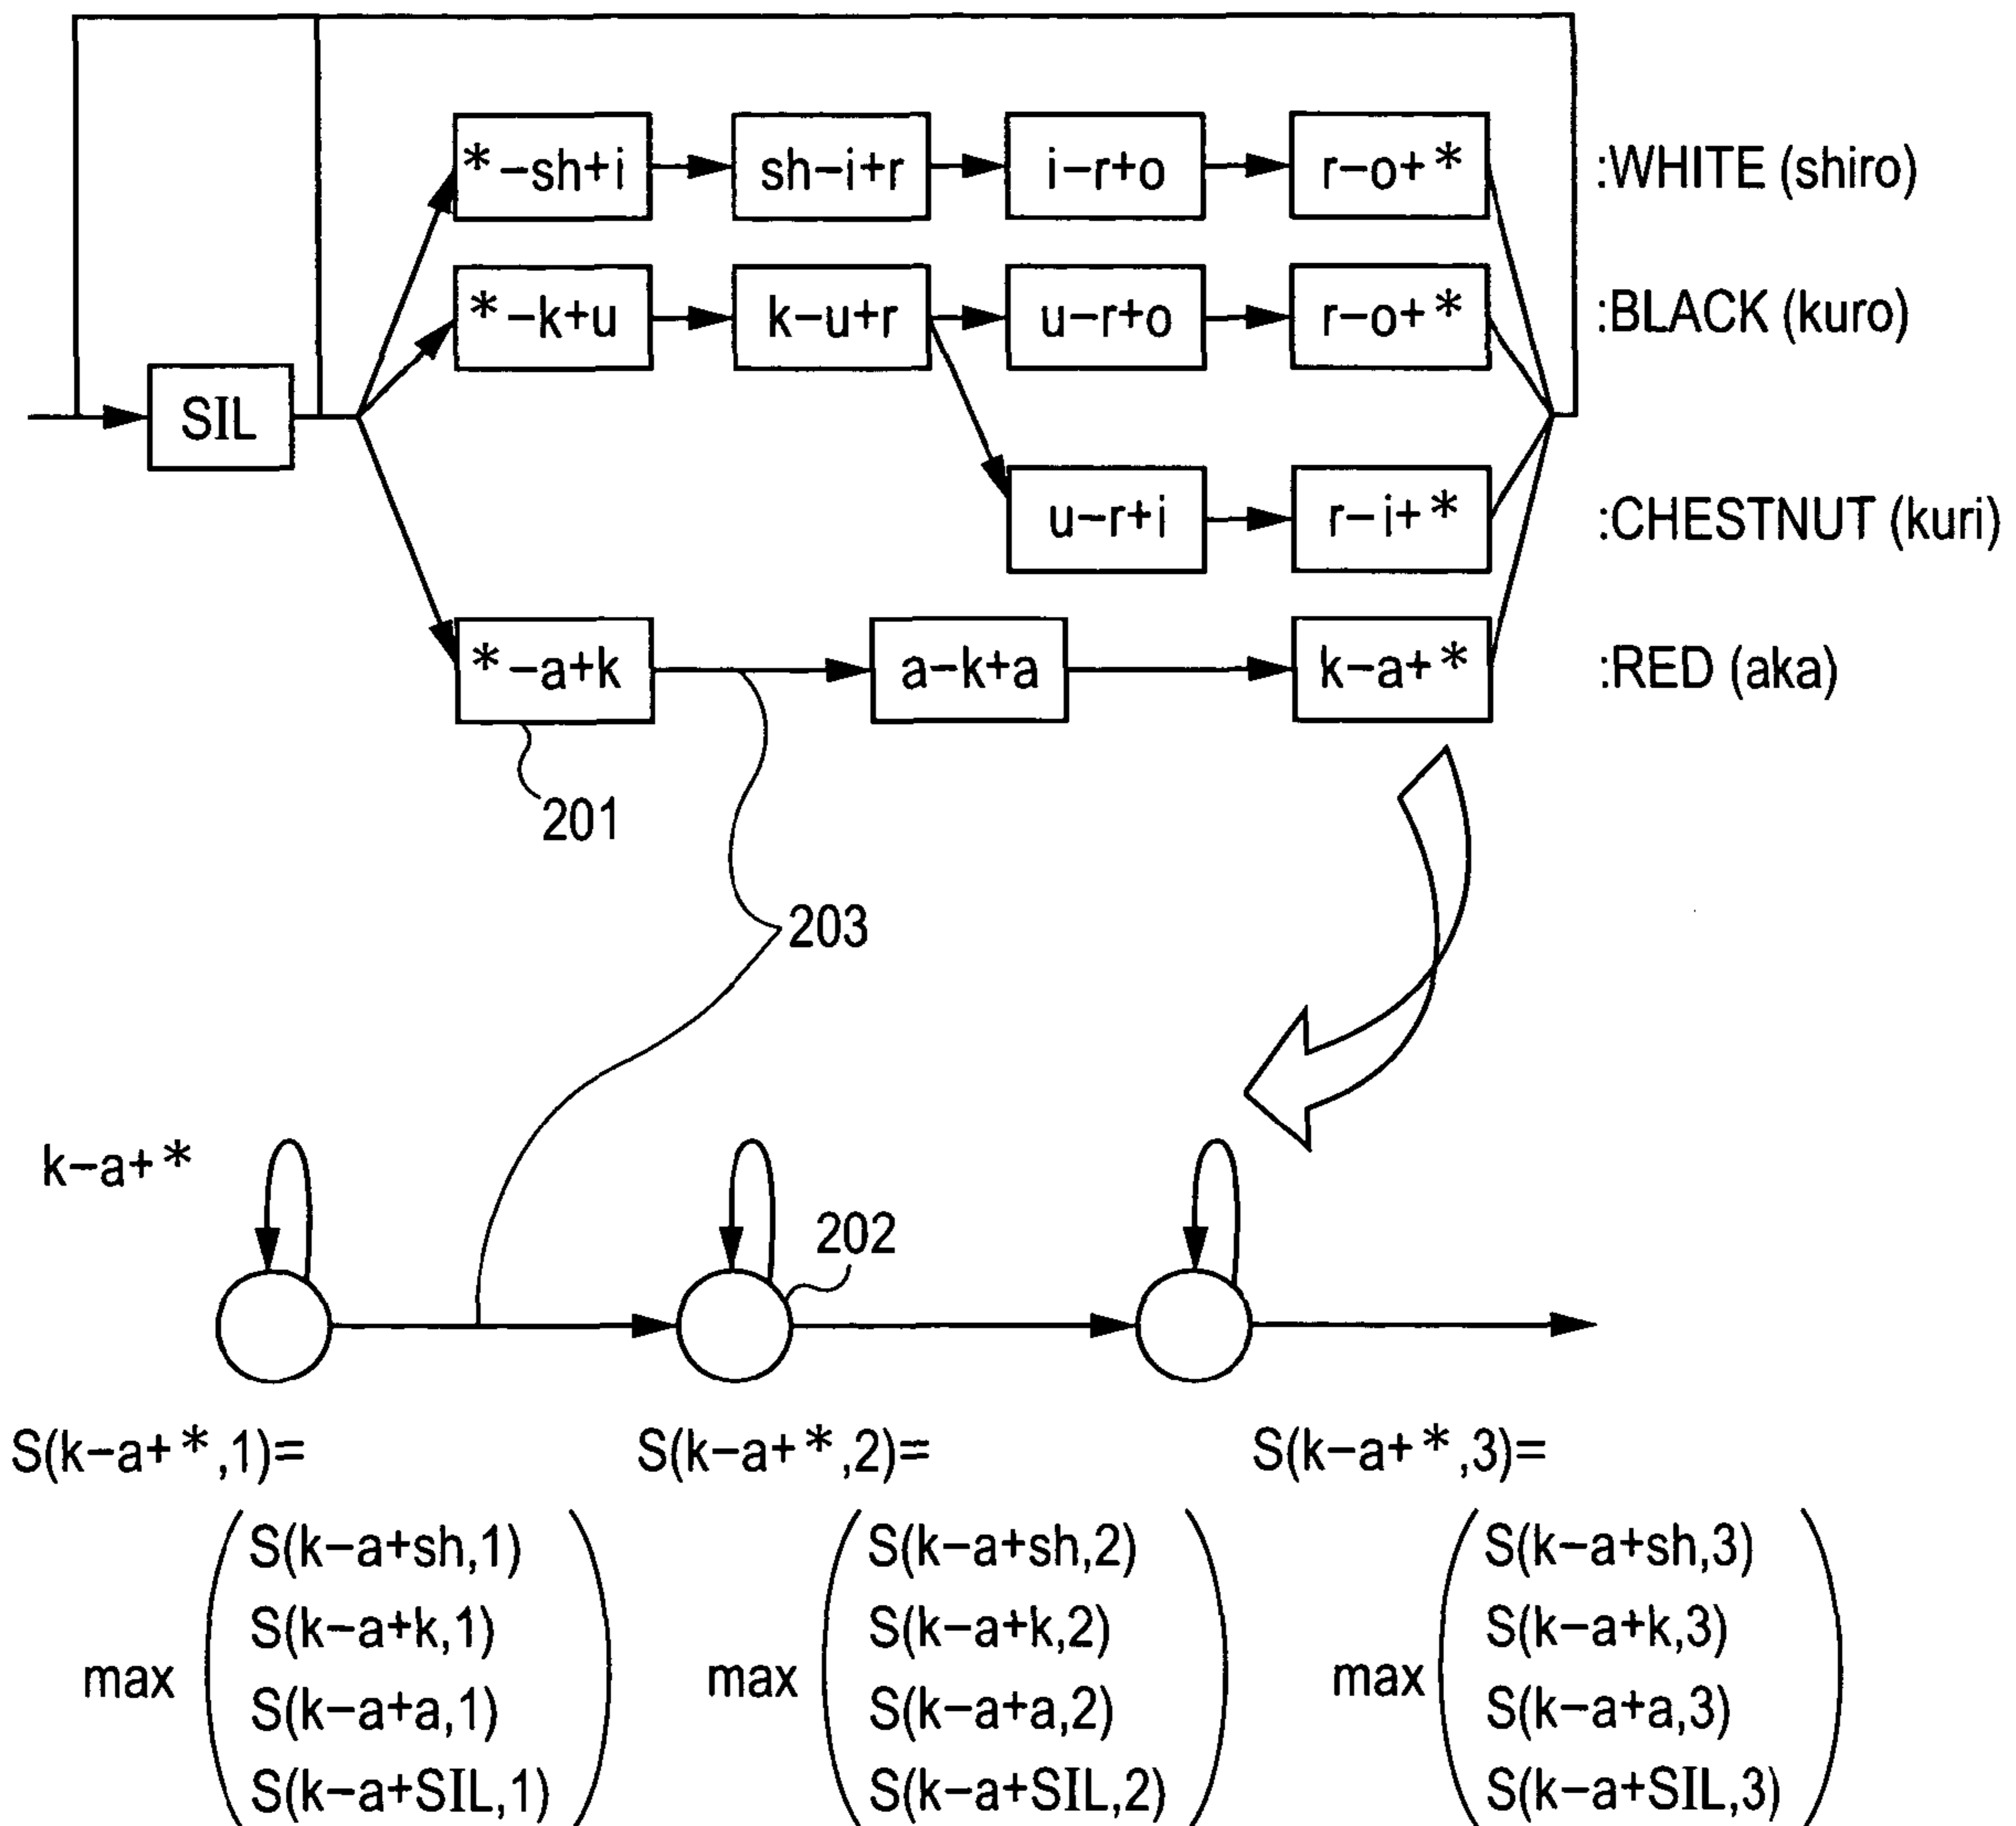 *-sh+i sh-i+r i-r+o r-o+* :WHITE (shiro)
*-k+u k-u+r u-r+o r-o+* :BLACK (kuro)
SIL
u-r+i r-i+* :CHESTNUT (kuri)
*-a+k a-k+a k-a+* :RED (aka)
201
203
k-a+*
202
S(k-a+*,1)= S(k-a+*,2)= S(k-a+*,3)=
S(k-a+sh,1) S(k-a+sh,2) S(k-a+sh,3)
S(k-a+k,1) S(k-a+k,2) S(k-a+k,3)
max max max
S(k-a+a,1) S(k-a+a,2) S(k-a+a,3)
S(k-a+SIL,1) S(k-a+SIL,2) S(k-a+SIL,3)